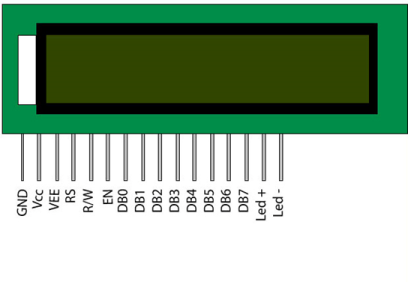 GND
Vcc
VEE
RS
R/W
EN
DB0
DB1
DB2
DB3
DB4
DB5
DB6
DB7
Led +
Led -